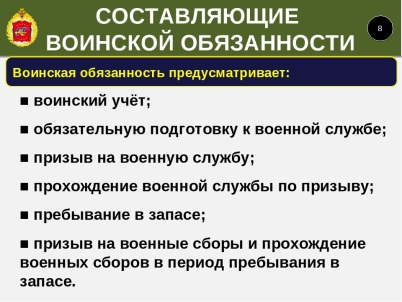 СОСТАВЛЯЮЩИЕ
ВОИНСКОЙ ОБЯЗАННОСТИ
8
Воинская обязанность предусматривает:
■ воинский учёт;
■ обязательную подготовку к военной службе;
■ призыв на военную службу;
■ прохождение военной службы по призыву;
■ пребывание в запасе;
■ призыв на военные сборы и прохождение
военных сборов в период пребывания в
запасе.